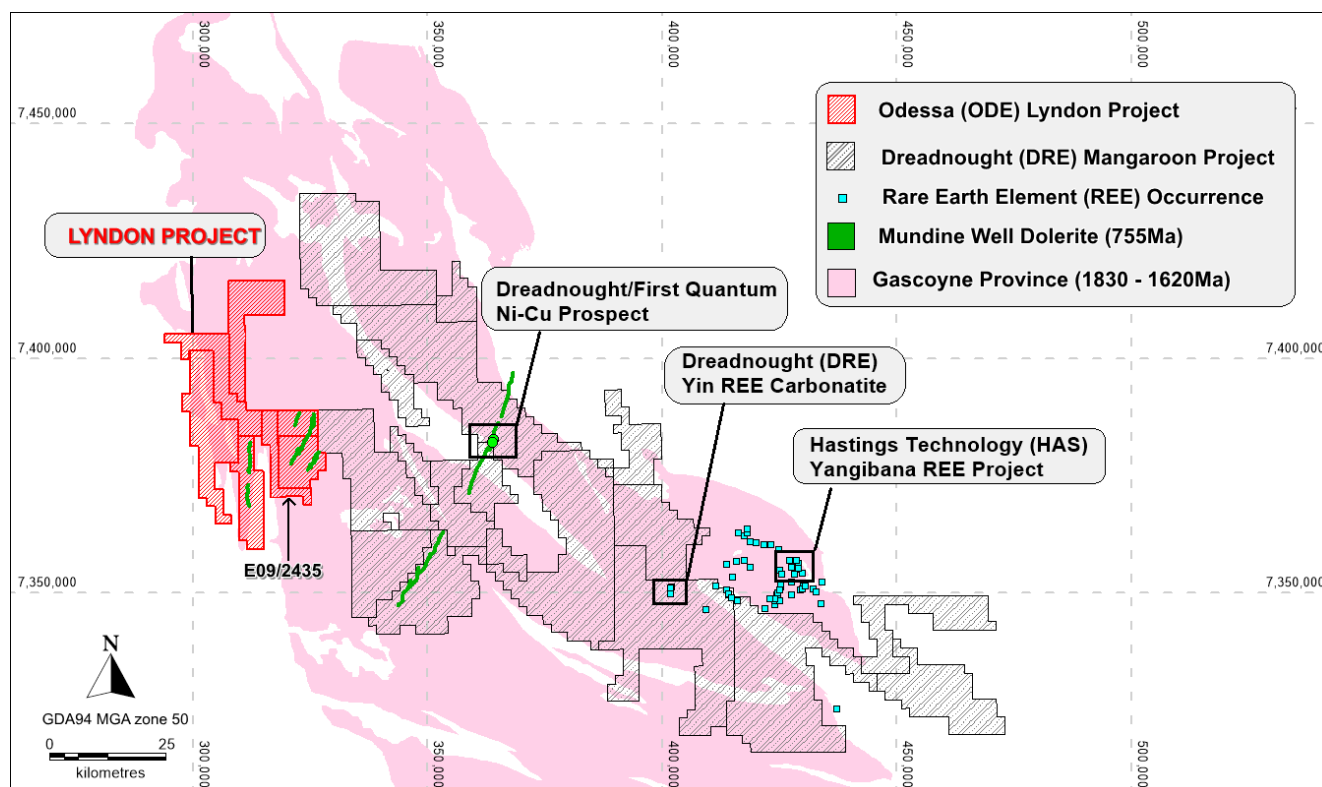 300,000
350,000
400,000
450,000
500,000
7,450,000
Odessa (ODE) Lyndon Project
Dreadnought (DRE) Mangaroon Project
Rare Earth Element (REE) Occurrence
Mundine Well Dolerite (755Ma)
Gascoyne Province (1830 - 1620Ma)
LYNDON PROJECT
Dreadnought/First Quantum
Ni-Cu Prospect
7,400,000
7,400,000
Dreadnought (DRE)
Yin REE Carbonatite
Hastings Technology (HAS)
Yangibana REE Project
E09/2435
7,350,000
7,350,000
N
GDA94 MGA zone 50
0
25
kilometres
300,000
350,000
400,000
450,000
500,000